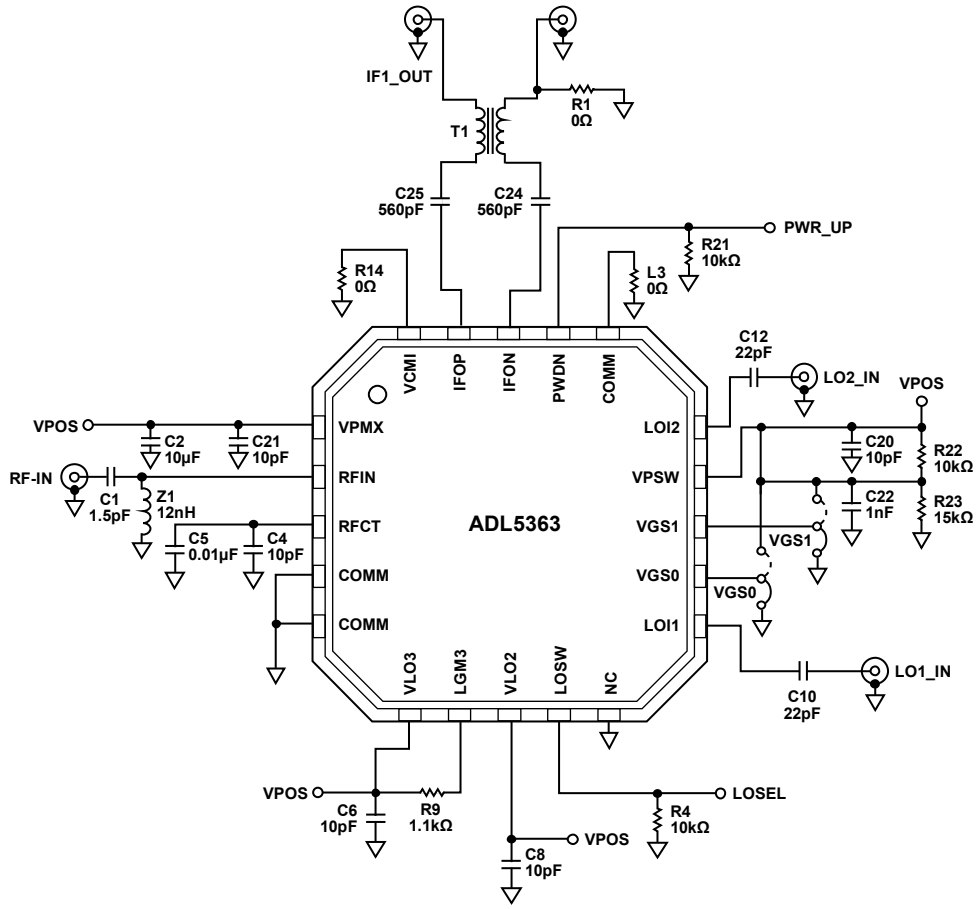 IF1_OUT
R1
0Ω
T1
C25
560pF
C24
560pF
PWR_UP
R21
10kΩ
R14
0Ω
L3
0Ω
C12
22pF
LO2_IN
VPOS
VCMI
IFOP
IFON
PWDN
COMM
VPOS
C2
10µF
C21
10pF
VPMX
LOI2
C20
10pF
R22
10kΩ
RF-IN
C1
1.5pF
Z1
12nH
RFIN
VPSW
C22
1nF
R23
15kΩ
C5
0.01µF
C4
10pF
RFCT
ADL5363
VGS1
VGS1
COMM
VGS0
VGS0
COMM
LOI1
VLO3
LGM3
VLO2
LOSW
NC
LO1_IN
C10
22pF
VPOS
C6
10pF
R9
1.1kΩ
LOSEL
R4
10kΩ
VPOS
C8
10pF